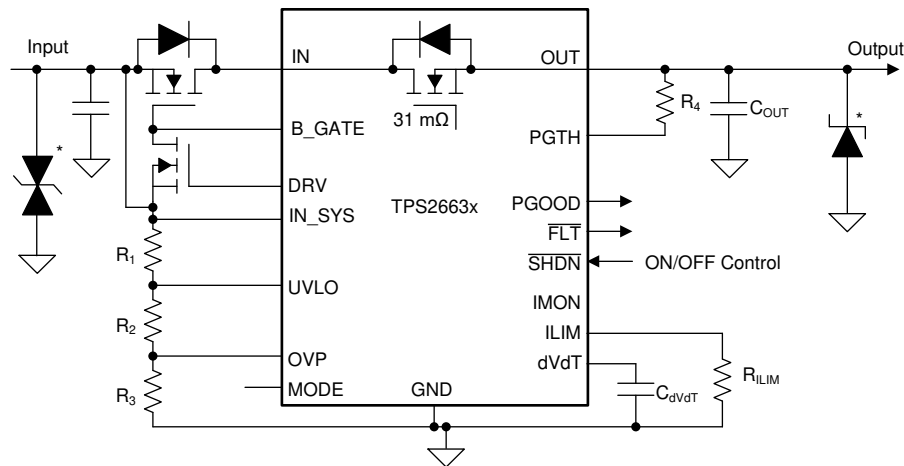 Input
*
R1
R2
R3
IN
B_GATE
DRV
IN_SYS
UVLO
OVP
MODE
GND
31 mΩ
TPS2663x
OUT
PGTH
PGOOD
FLT
SHDN
IMON
ILIM
dVdT
R4
COUT
*
Output
ON/OFF Control
CdVdT
RILIM